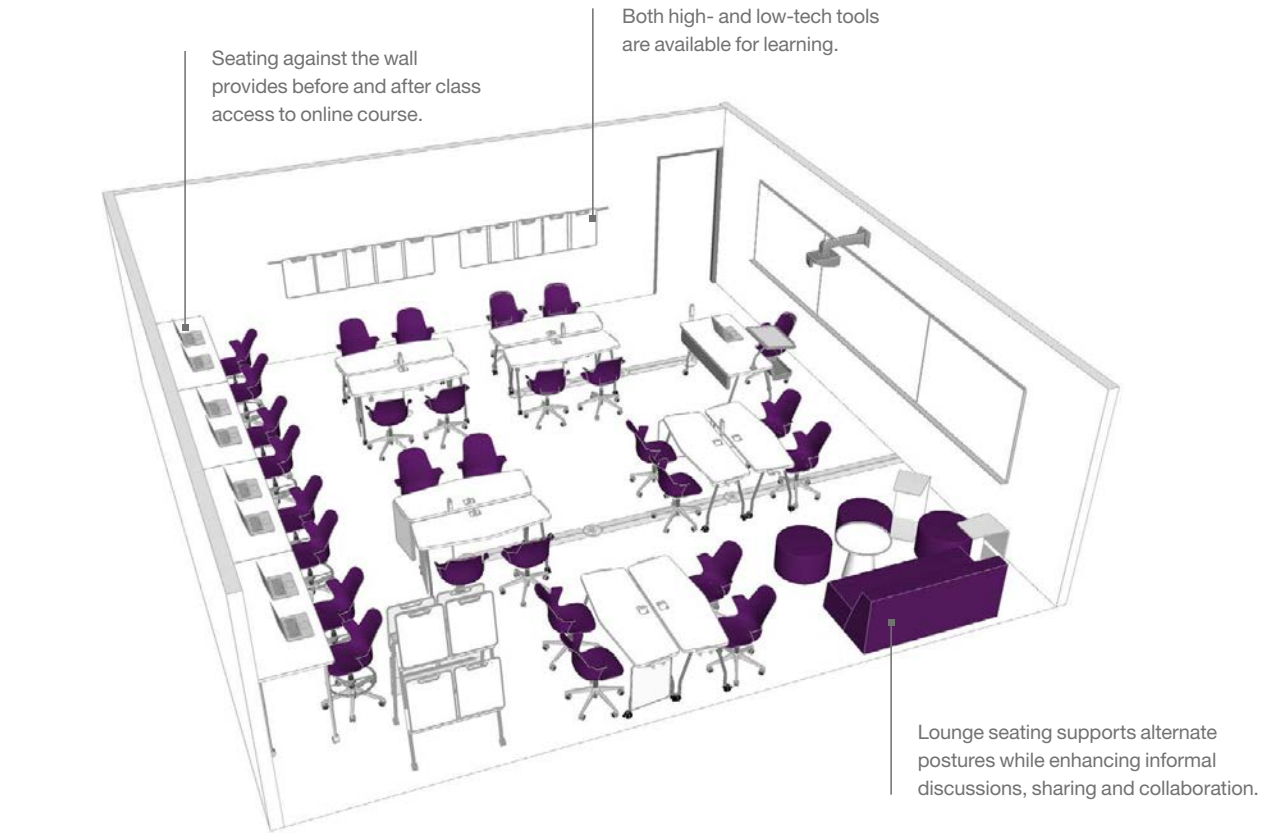 Both high- and low-tech tools
are available for learning.
Seating against the wall
provides before and after class
access to online course.
Lounge seating supports alternate
postures while enhancing informal
discussions, sharing and collaboration.